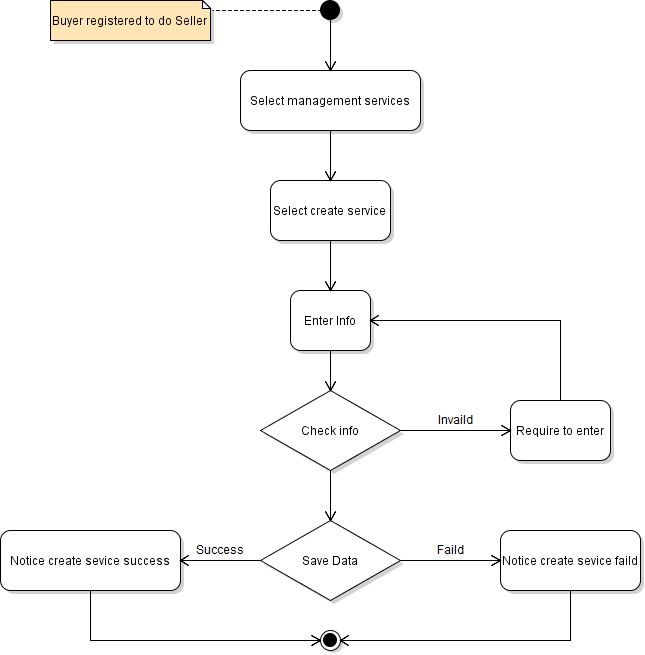 Buyer registered to do Seller
Select management services
Select create service
Enter Info
Check info
Invaild
Require to enter
Notice create sevice success
Success
Save Data
Faild
Notice create sevice faild